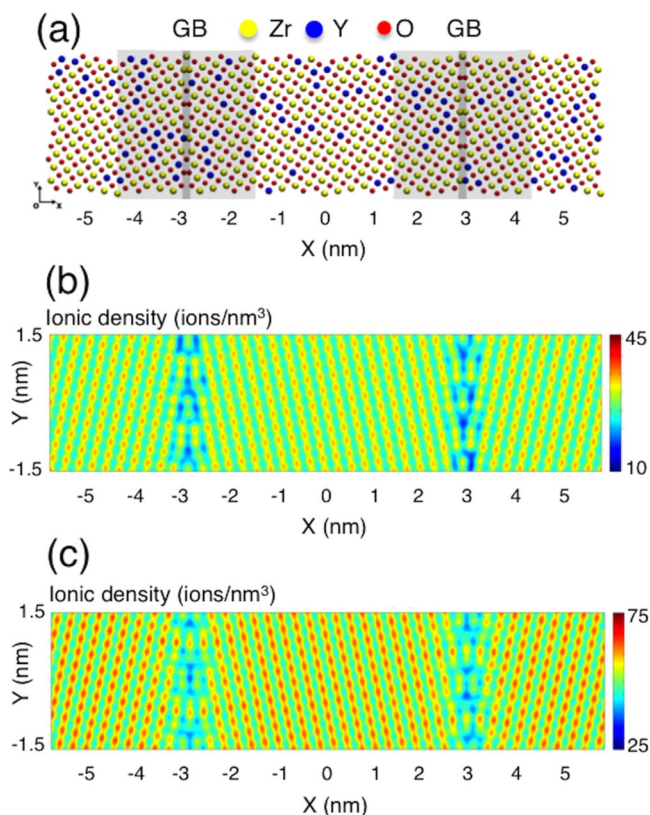 (a) GB Zr Y O GB
Y
O X
-5 -4 -3 -2 -1 0 1 2 3 4 5
X (nm)
(b)
Ionic density (ions/nm³)
1.5 45
Y (nm)
-1.5 10
-5 -4 -3 -2 -1 0 1 2 3 4 5
X (nm)
(c)
Ionic density (ions/nm³)
1.5 75
Y (nm)
-1.5 25
-5 -4 -3 -2 -1 0 1 2 3 4 5
X (nm)